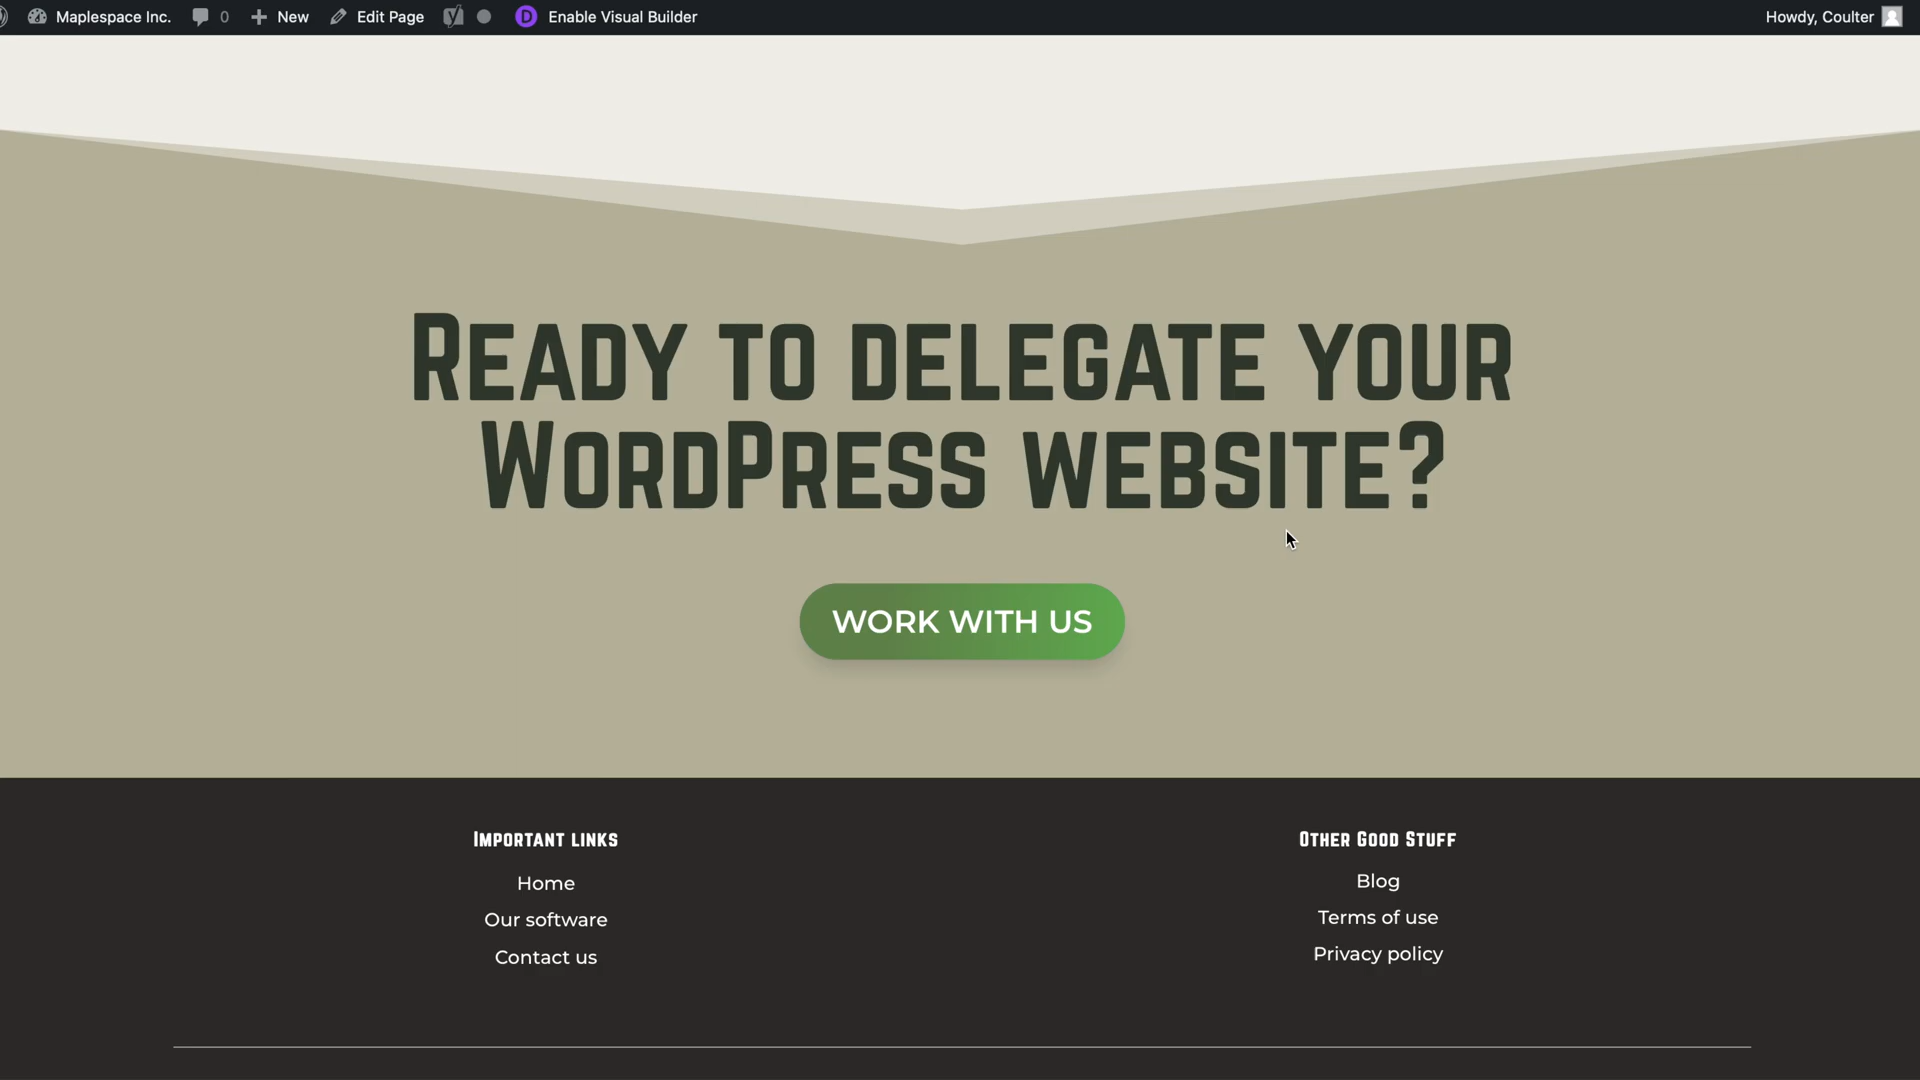 Maplespace Inc. 0 New Edit Page Enable Visual Builder Howdy, Coulter
Ready to delegate your
WordPress website?
WORK WITH US
Important links
Home
Our software
Contact us
Other Good Stuff
Blog
Terms of use
Privacy policy